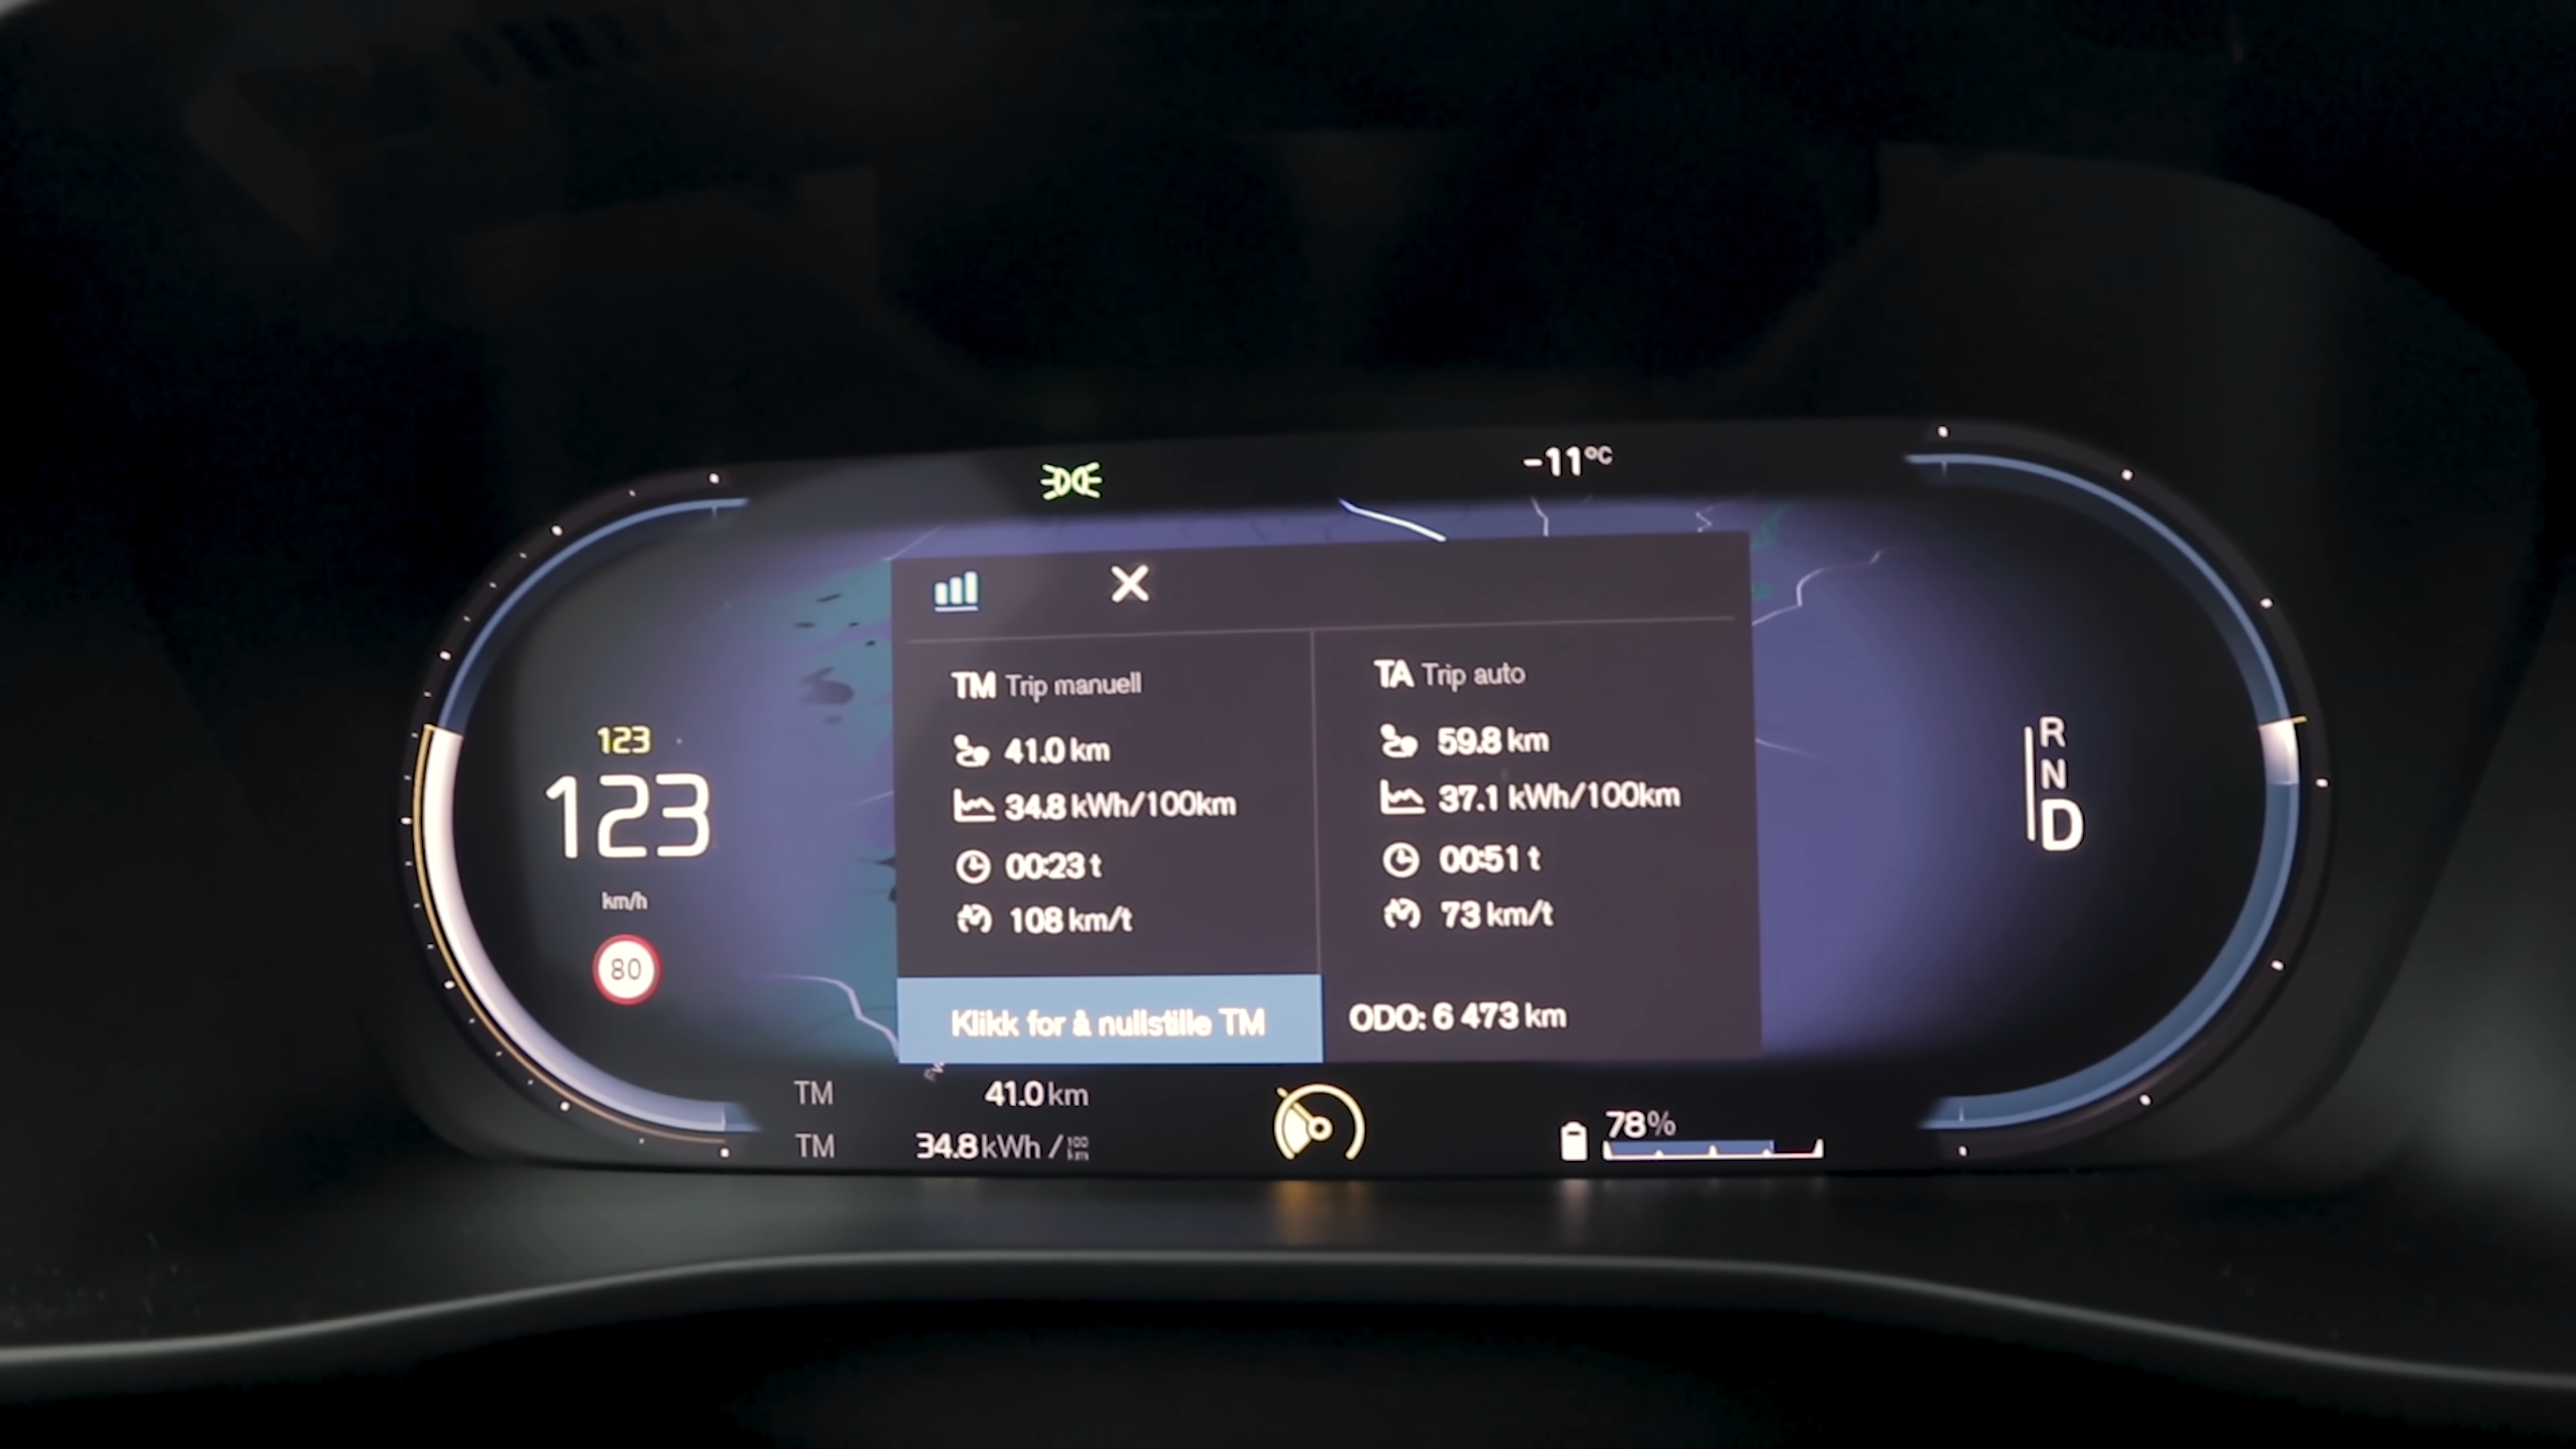 -11°C
TM Trip manuell
41.0 km
34.8 kWh/100km
00:23 t
108 km/t
TA Trip auto
59.8 km
37.1 kWh/100km
00:51 t
73 km/t
123
123
km/h
80
R
N
D
Klikk for å nullstille TM
ODO: 6 473 km
TM 41.0 km
TM 34.8 kWh / 100 km
78%